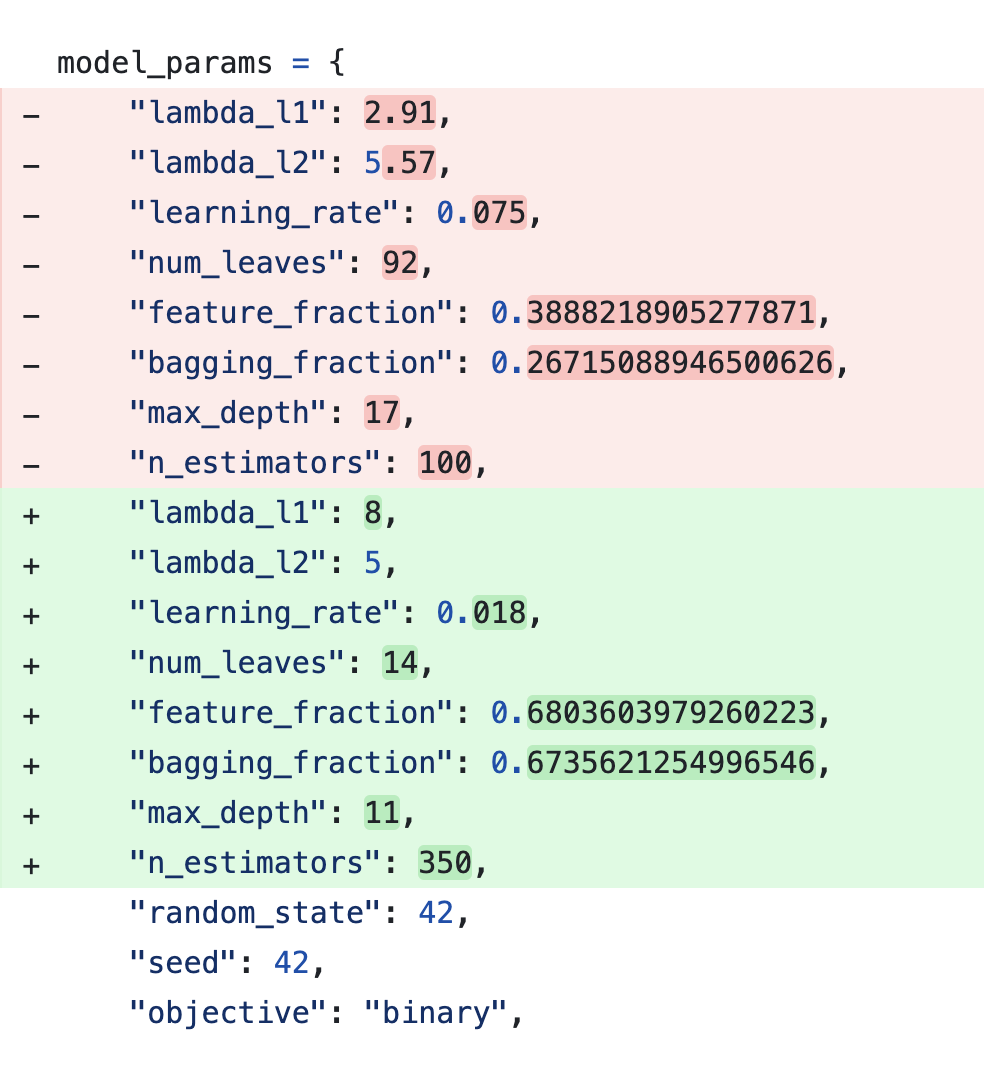 model_params = {
-     "lambda_l1": 2.91,
-     "lambda_l2": 5.57,
-     "learning_rate": 0.075,
-     "num_leaves": 92,
-     "feature_fraction": 0.3888218905277871,
-     "bagging_fraction": 0.26715088946500626,
-     "max_depth": 17,
-     "n_estimators": 100,
+     "lambda_l1": 8,
+     "lambda_l2": 5,
+     "learning_rate": 0.018,
+     "num_leaves": 14,
+     "feature_fraction": 0.6803603979260223,
+     "bagging_fraction": 0.6735621254996546,
+     "max_depth": 11,
+     "n_estimators": 350,
"random_state": 42,
"seed": 42,
"objective": "binary",